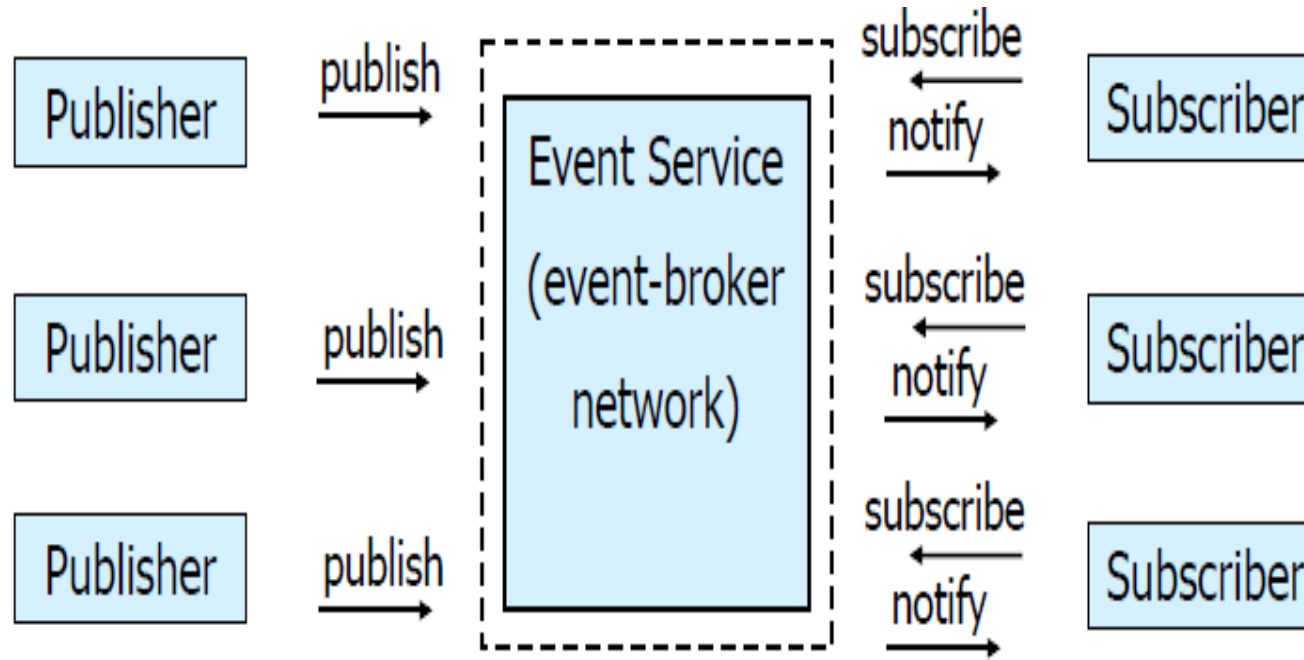 Publisher
publish
Publisher
publish
Publisher
publish
Event Service
(event-broker
network)
subscribe
notify
Subscriber
subscribe
notify
Subscriber
subscribe
notify
Subscriber